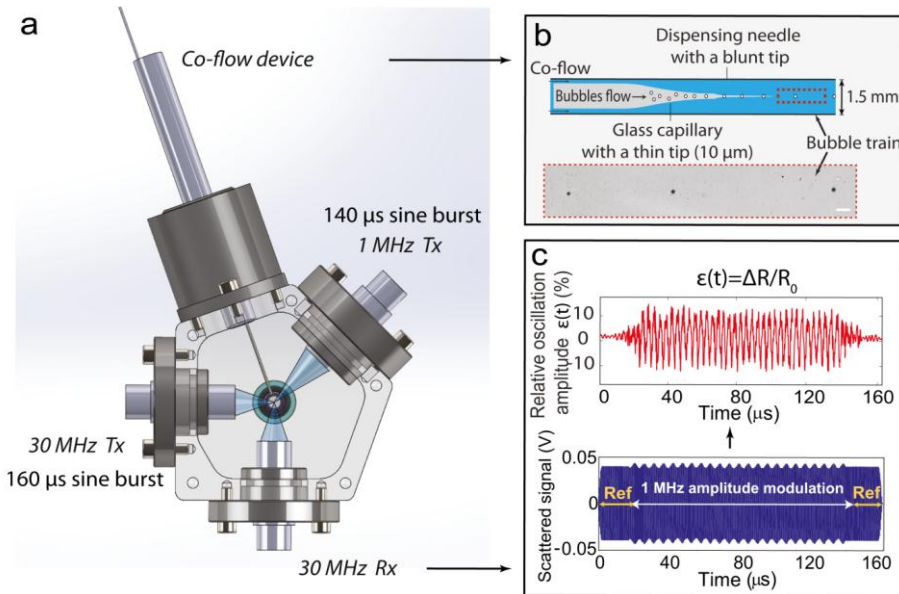 a
Co-flow device
140 μs sine burst
1 MHz Tx
30 MHz Tx
160 μs sine burst
30 MHz Rx
b
Dispensing needle
with a blunt tip
Co-flow
Bubbles flow
1.5 mm
Glass capillary
with a thin tip (10 μm)
Bubble train
c
ε(t)=ΔR/R₀
Relative oscillation
amplitude ε(t) (%)
10
0
10
0
40
80
120
160
Time (μs)
Scattered signal (V)
0.05
0
-0.05
Ref
1 MHz amplitude modulation
Ref
0
40
80
120
160
Time (μs)